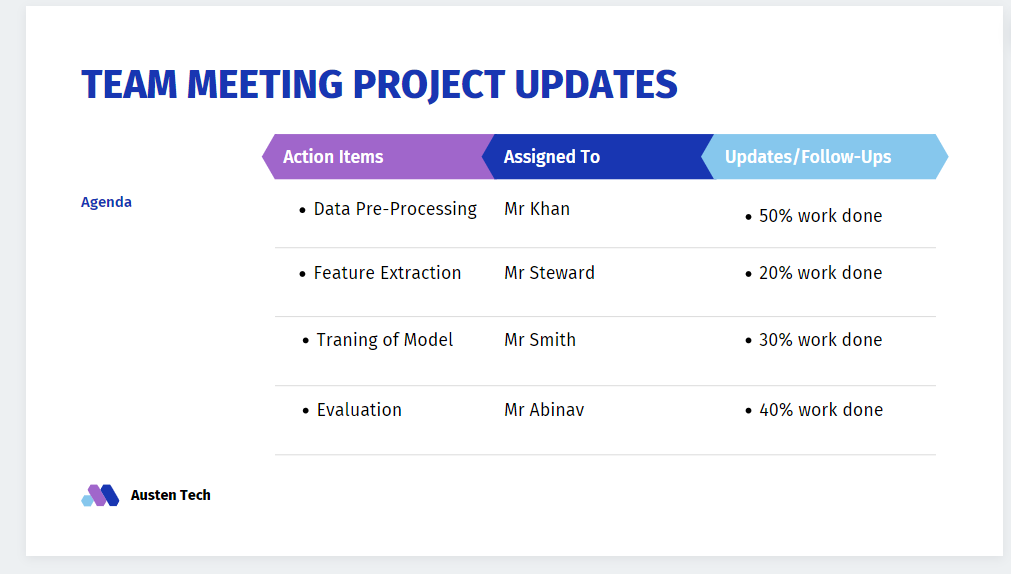 TEAM MEETING PROJECT UPDATES
Action Items Assigned To Updates/Follow-Ups
Agenda
• Data Pre-Processing Mr Khan • 50% work done
• Feature Extraction Mr Steward • 20% work done
• Traning of Model Mr Smith • 30% work done
• Evaluation Mr Abinav • 40% work done
Austen Tech